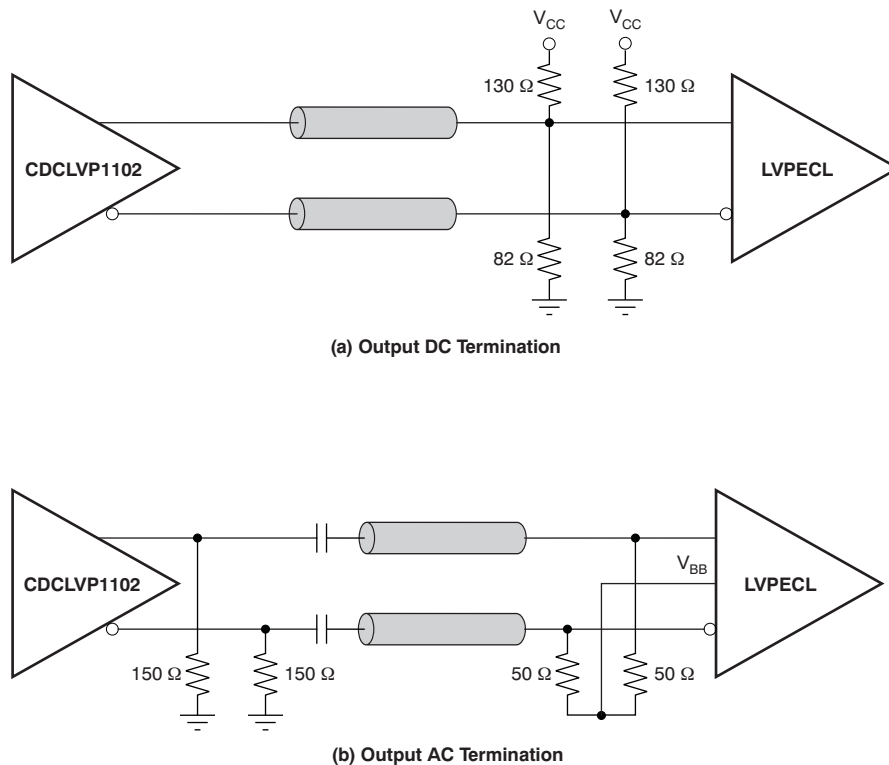 V_CC V_CC
130 Ω 130 Ω
CDCLVP1102 LVPECL
82 Ω 82 Ω
(a) Output DC Termination
V_BB
CDCLVP1102 LVPECL
150 Ω 150 Ω 50 Ω 50 Ω
(b) Output AC Termination